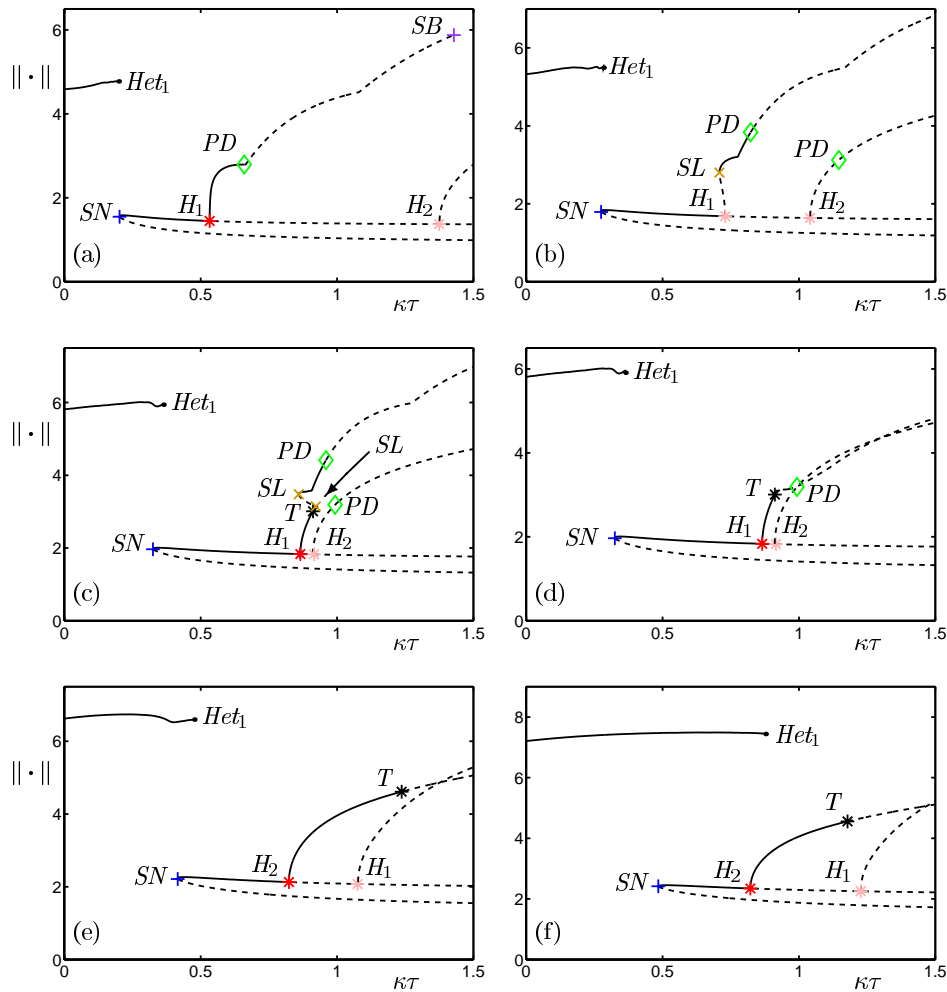 6
SB
‖·‖
Het₁
4
PD
2
SN
H₁
H₂
(a)
0
0
0.5
1
1.5
κτ
6
Het₁
4
PD
PD
SL
2
SN
H₁
H₂
(b)
0
0
0.5
1
1.5
κτ
6
Het₁
‖·‖
4
PD
SL
SL
T
PD
2
SN
H₁
H₂
(c)
0
0
0.5
1
1.5
κτ
6
Het₁
4
T
PD
2
SN
H₁
H₂
(d)
0
0
0.5
1
1.5
κτ
6
Het₁
‖·‖
4
T
2
SN
H₂
H₁
(e)
0
0
0.5
1
1.5
κτ
8
Het₁
6
4
T
2
SN
H₂
H₁
(f)
0
0
0.5
1
1.5
κτ